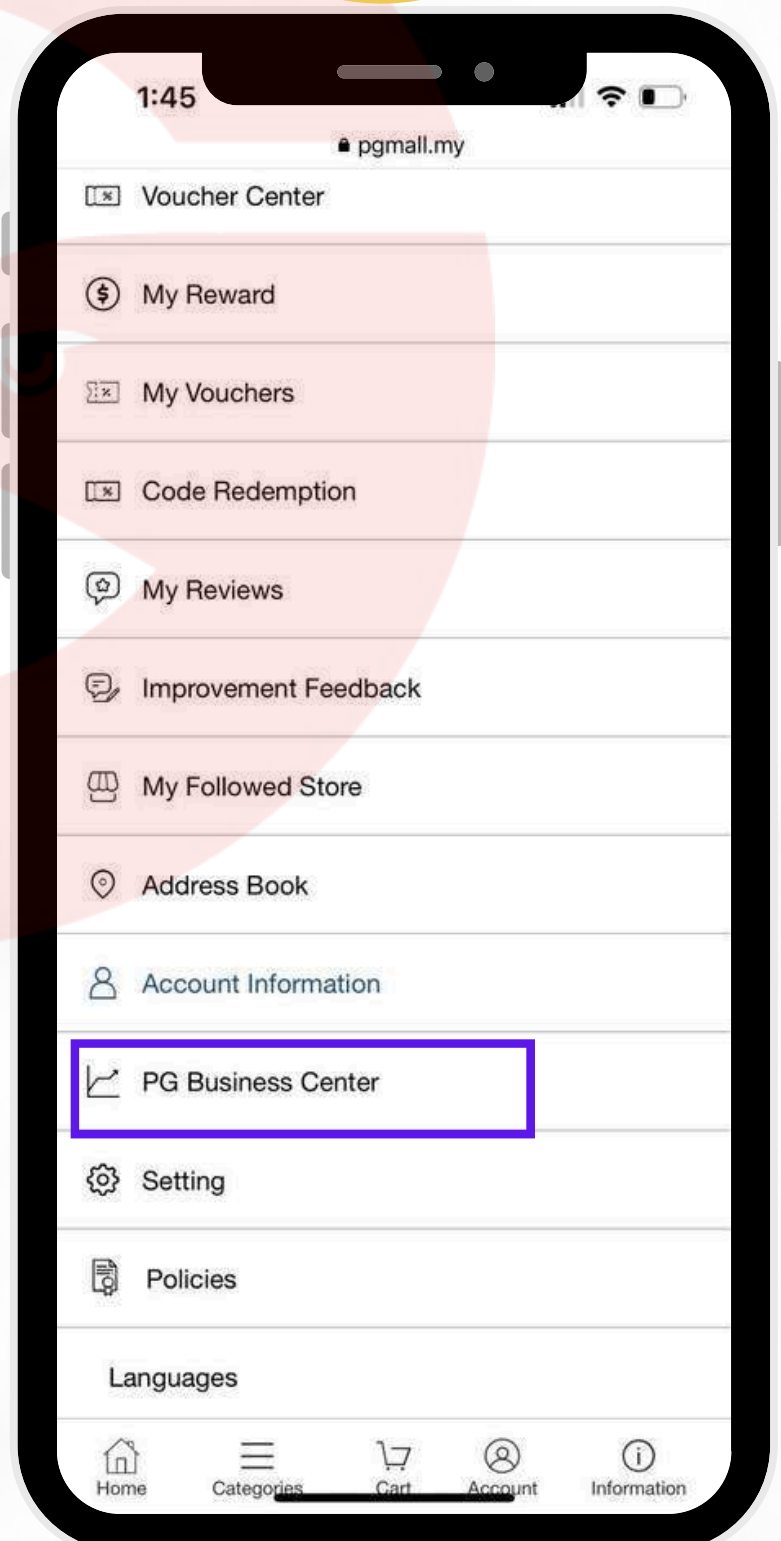 1:45
pgmall.my
Voucher Center
My Reward
My Vouchers
Code Redemption
My Reviews
Improvement Feedback
My Followed Store
Address Book
Account Information
PG Business Center
Setting
Policies
Languages
Home Categories Cart Account Information